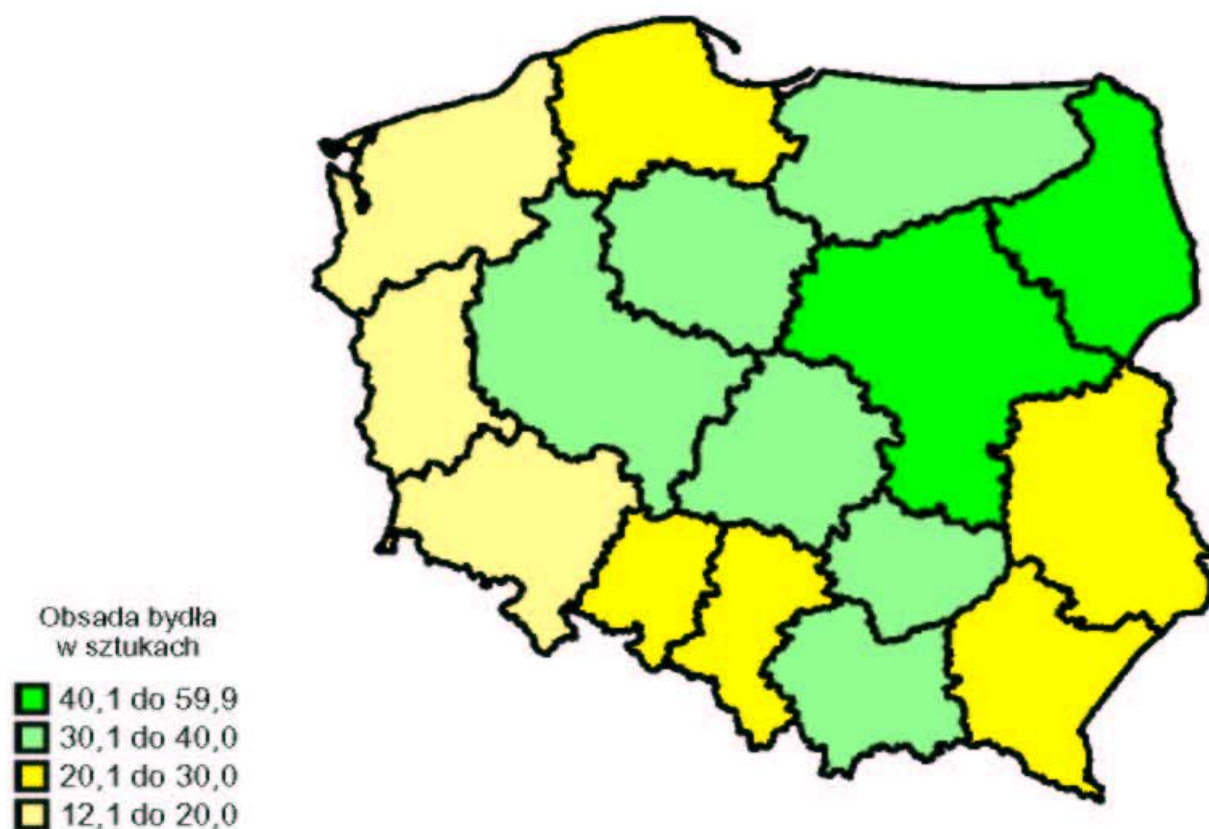 Obsada bydła
w sztukach
40,1 do 59,9
30,1 do 40,0
20,1 do 30,0
12,1 do 20,0